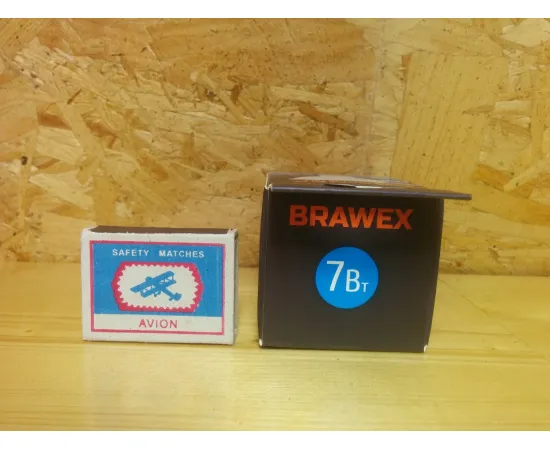 SAFETY MATCHES
AVION
BRAWEX
7Вт